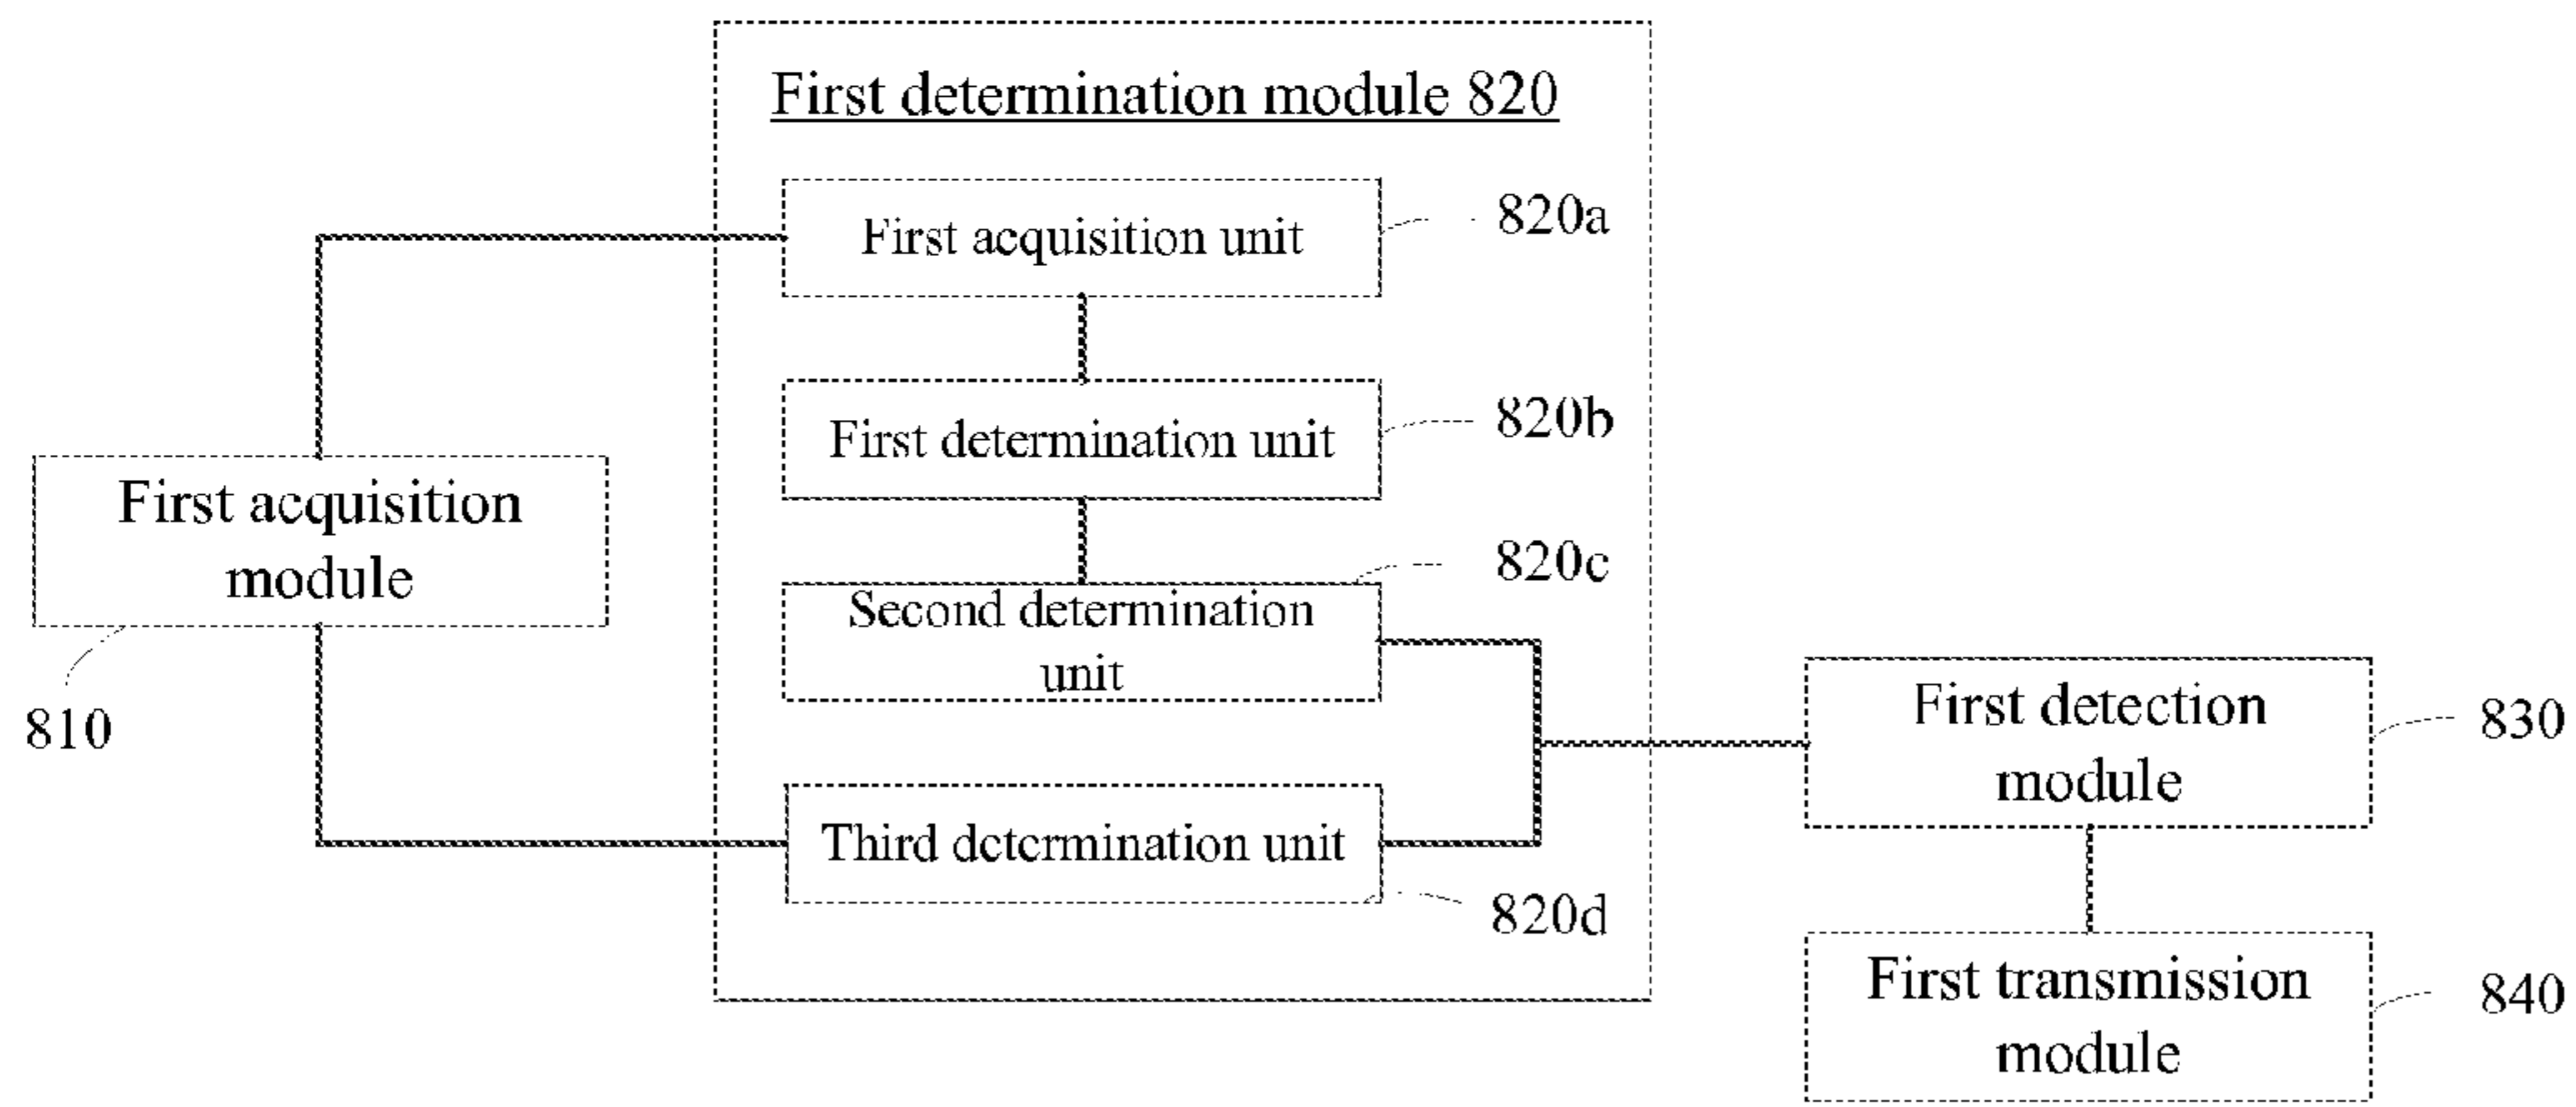 First determination module 820
First acquisition unit
820a
First determination unit
820b
820c
Second determination
unit
First acquisition
module
810
Third determination unit
820d
First detection
module
830
First transmission
module
840